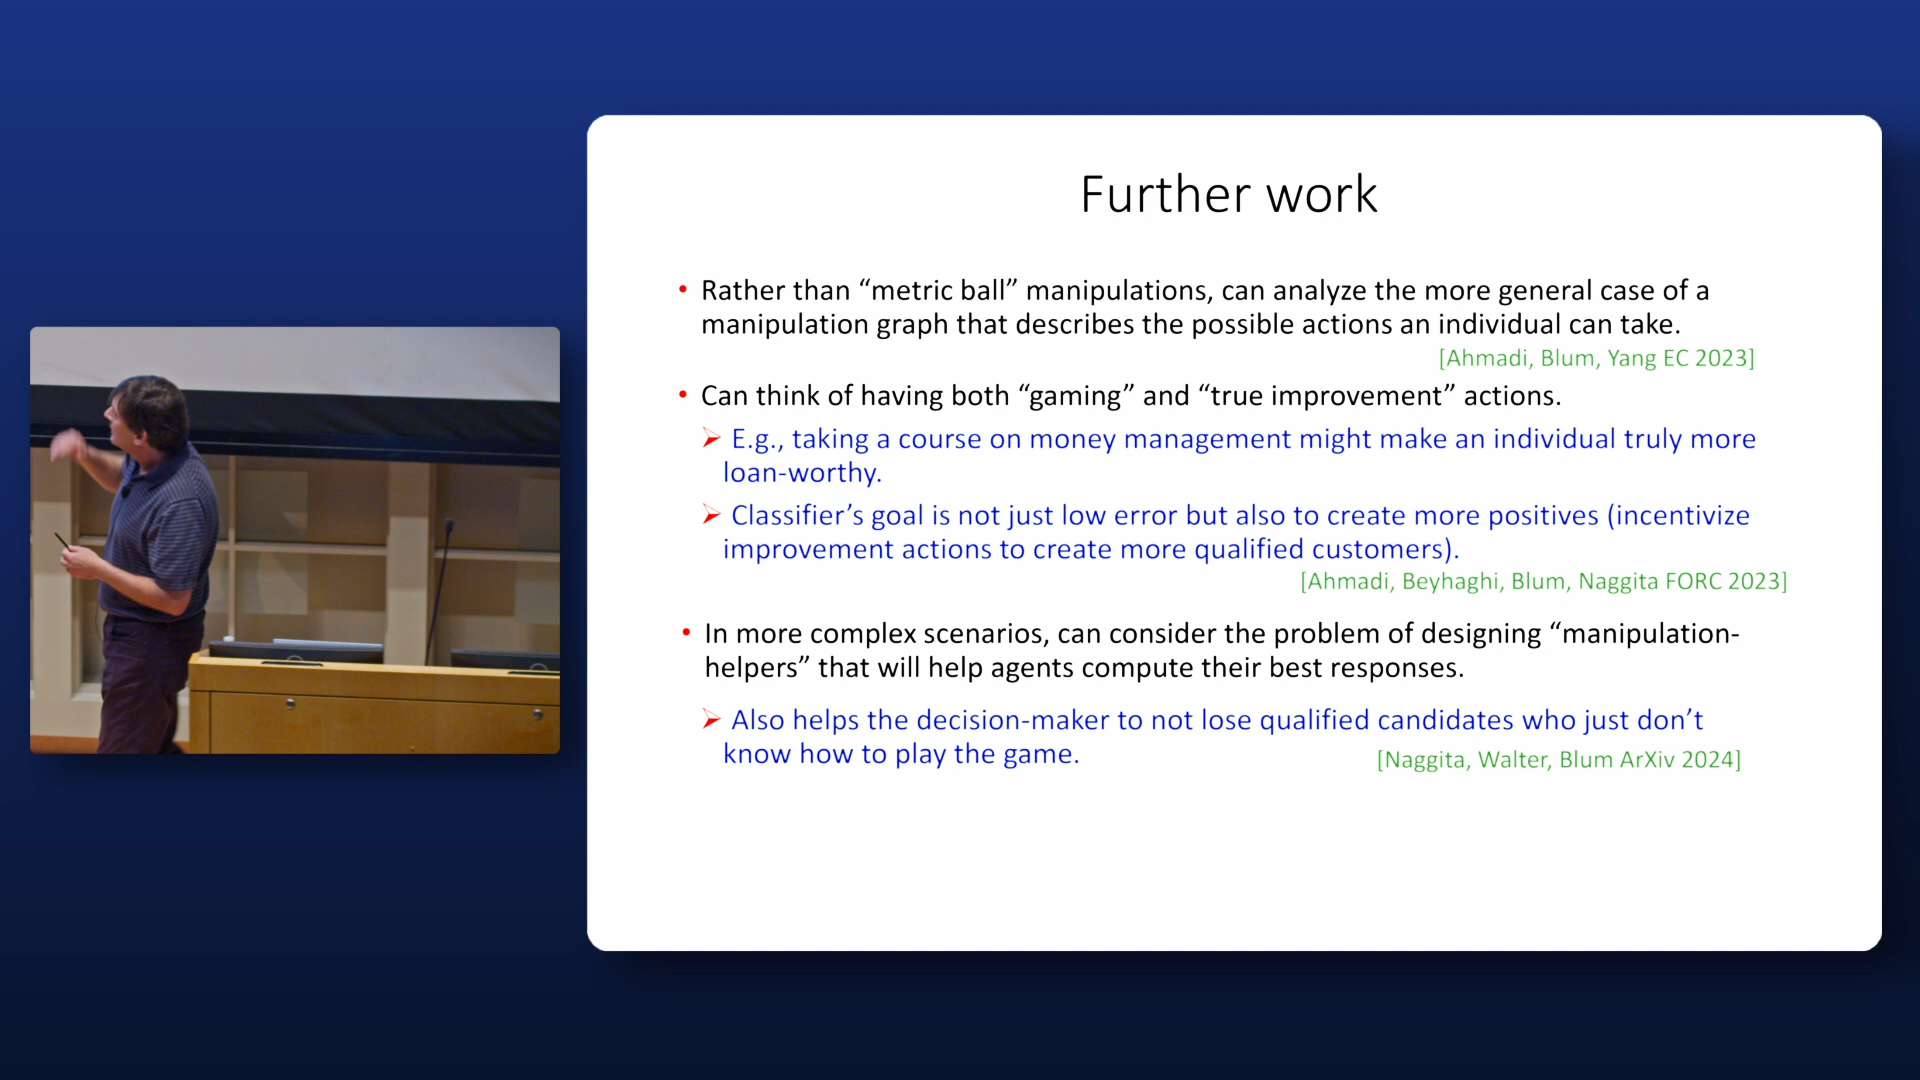 Further work
• Rather than “metric ball” manipulations, can analyze the more general case of a
manipulation graph that describes the possible actions an individual can take.
[Ahmadi, Blum, Yang EC 2023]
• Can think of having both “gaming” and “true improvement” actions.
➢ E.g., taking a course on money management might make an individual truly more
loan-worthy.
➢ Classifier’s goal is not just low error but also to create more positives (incentivize
improvement actions to create more qualified customers).
[Ahmadi, Beyhaghi, Blum, Naggita FORC 2023]
• In more complex scenarios, can consider the problem of designing “manipulation-
helpers” that will help agents compute their best responses.
➢ Also helps the decision-maker to not lose qualified candidates who just don’t
know how to play the game.
[Naggita, Walter, Blum ArXiv 2024]